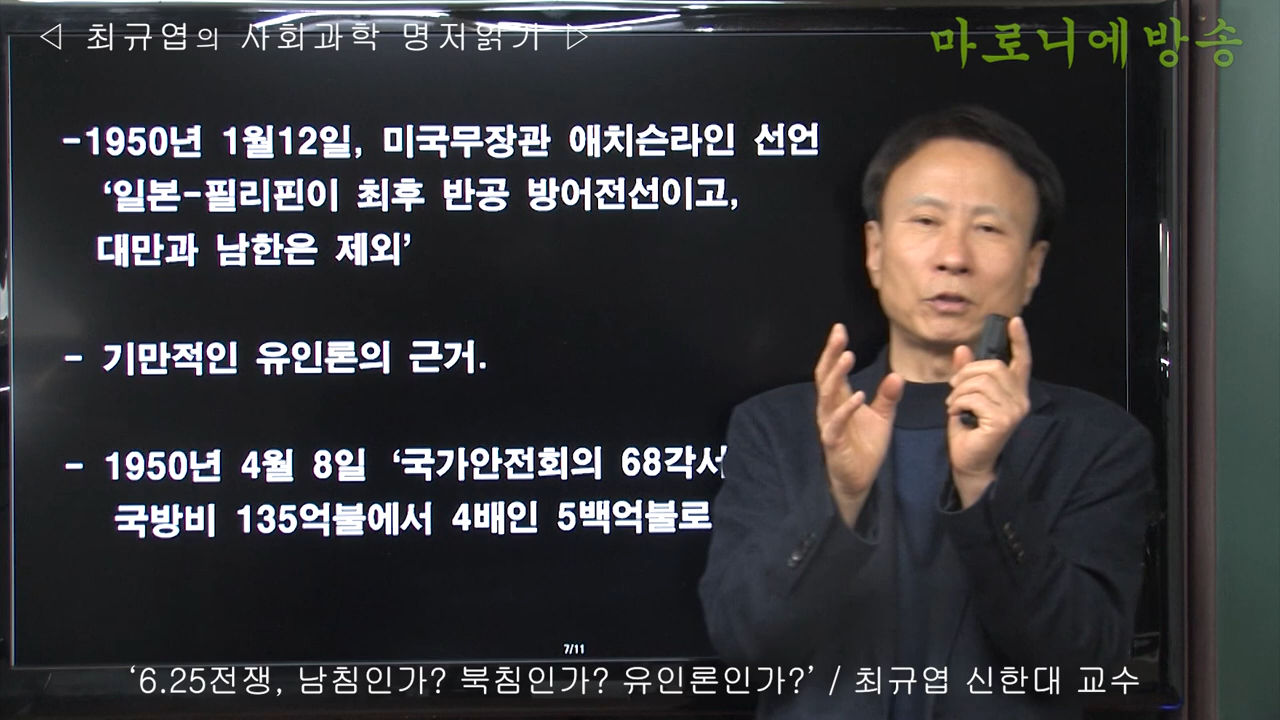 ◁ 최규엽의 사회과학 명저읽기 ▷
마로니에방송
-1950년 1월12일, 미국무장관 애치슨라인 선언
‘일본-필리핀이 최후 반공 방어전선이고,
대만과 남한은 제외’
- 기만적인 유인론의 근거.
- 1950년 4월 8일 ‘국가안전회의 68각서
국방비 135억불에서 4배인 5백억불로
7/11
‘6.25전쟁, 남침인가? 북침인가? 유인론인가?’ / 최규엽 신한대 교수